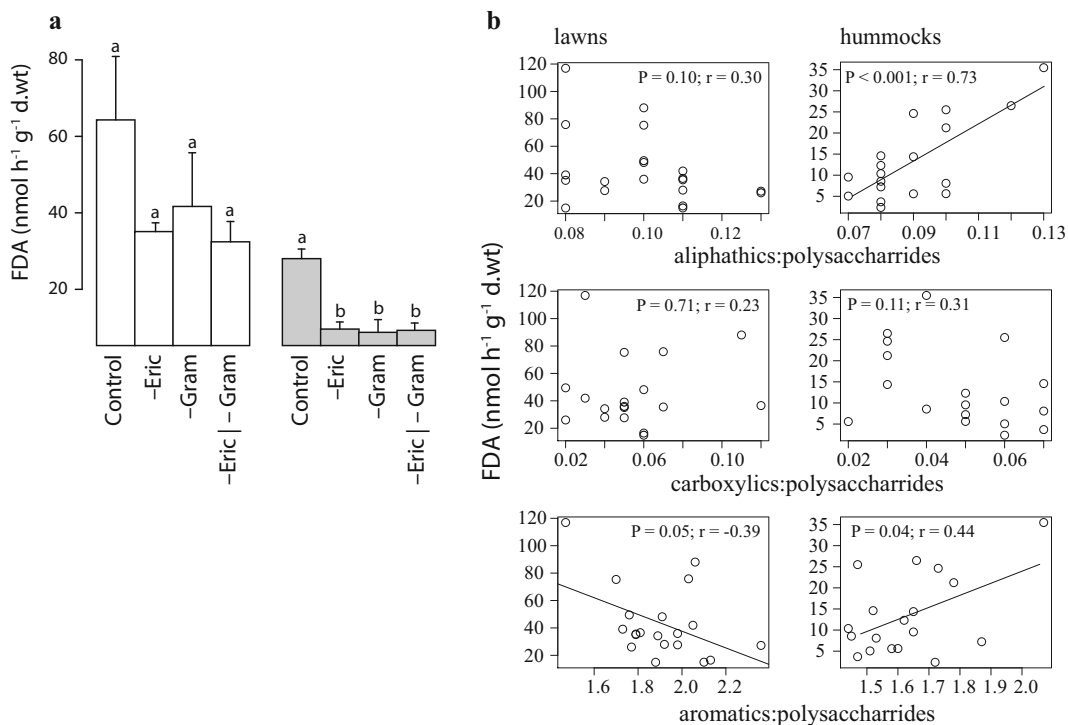 a
FDA (nmol h⁻¹ g⁻¹ d.wt)
80
60
40
20
a
a
a
a
a
b
b
b
Control
–Eric
–Gram
–Eric | – Gram
Control
–Eric
–Gram
–Eric | – Gram
b
FDA (nmol h⁻¹ g⁻¹ d.wt)
lawns
hummocks
P = 0.10; r = 0.30
120
100
80
60
40
20
0.08 0.10 0.12
P < 0.001; r = 0.73
35
30
25
20
15
10
5
0.07 0.09 0.11 0.13
aliphathics:polysaccharrides
P = 0.71; r = 0.23
120
100
80
60
40
20
0.02 0.06 0.10
P = 0.11; r = 0.31
35
30
25
20
15
10
5
0.02 0.04 0.06
carboxylics:polysaccharrides
P = 0.05; r = -0.39
120
100
80
60
40
20
1.6 1.8 2.0 2.2
P = 0.04; r = 0.44
35
30
25
20
15
10
5
1.5 1.6 1.7 1.8 1.9 2.0
aromatics:polysaccharrides